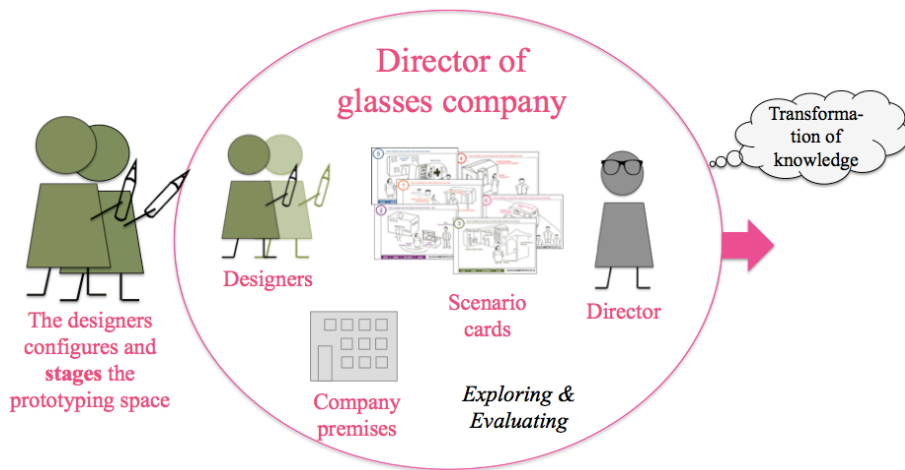 Director of
glasses company
Transforma-
tion of
knowledge
Designers
Scenario
cards
Director
The designers
configures and
stages the
prototyping space
Company
premises
Exploring &
Evaluating